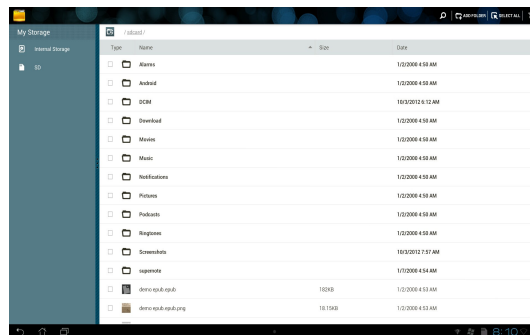 ADD FOLDER SELECT ALL
My Storage
/sdcard/
Internal Storage
SD
Type Name Size Date
Alarms 1/2/2000 4:50 AM
Android 1/2/2000 4:50 AM
DCIM 10/3/2012 6:12 AM
Download 1/2/2000 4:50 AM
Movies 1/2/2000 4:50 AM
Music 1/2/2000 4:50 AM
Notifications 1/2/2000 4:50 AM
Pictures 1/2/2000 4:50 AM
Podcasts 1/2/2000 4:50 AM
Ringtones 1/2/2000 4:50 AM
Screenshots 10/3/2012 7:57 AM
supernote 1/7/2000 4:54 AM
demo epub.epub 182KB 1/2/2000 4:53 AM
demo epub.epub.png 18.15KB 1/2/2000 4:53 AM
8:10